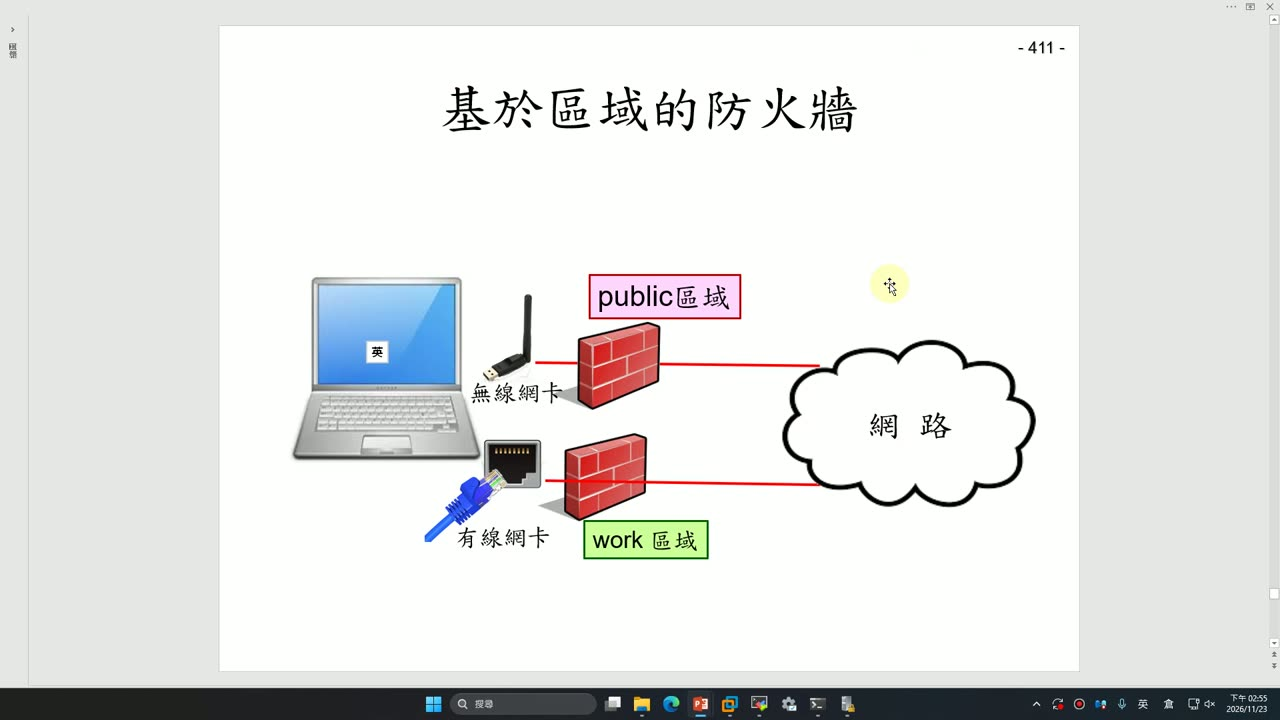 - 411 -
基於區域的防火牆
public區域
英
無線網卡
網 路
有線網卡
work 區域
搜尋
英
下午 02:55
2026/11/23